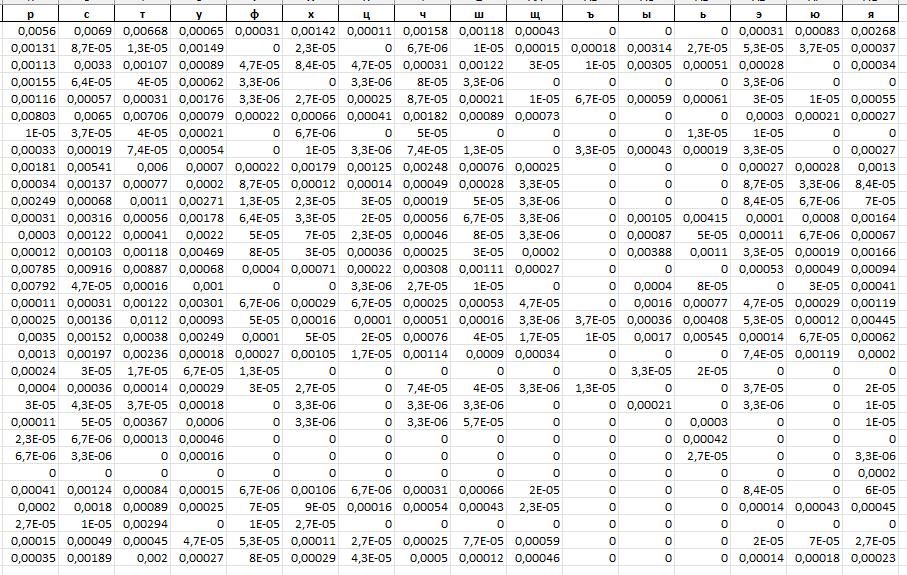 р с т у ф х ц ч ш щ ъ ы ь э ю я
0,0056 0,0069 0,00668 0,00065 0,00031 0,00142 0,00011 0,00158 0,00118 0,00043 0 0 0 0,00031 0,00083 0,00268
0,00131 8,7E-05 1,3E-05 0,00149 0 2,3E-05 0 6,7E-06 1E-05 0,00015 0,00018 0,00314 2,7E-05 5,3E-05 3,7E-05 0,00037
0,00113 0,0033 0,00107 0,00089 4,7E-05 8,4E-05 4,7E-05 0,00031 0,00122 3E-05 1E-05 0,00305 0,00051 0,00028 0 0,00034
0,00155 6,4E-05 4E-05 0,00062 3,3E-06 0 3,3E-06 8E-05 3,3E-06 0 0 0 0 3,3E-06 0 0
0,00116 0,00057 0,00031 0,00176 3,3E-06 2,7E-05 0,00025 8,7E-05 0,00021 1E-05 6,7E-05 0,00059 0,00061 3E-05 1E-05 0,00055
0,00803 0,0065 0,00706 0,00079 0,00022 0,00066 0,00041 0,00182 0,00089 0,00073 0 0 0 0,0003 0,00021 0,00027
1E-05 3,7E-05 4E-05 0,00021 0 6,7E-06 0 5E-05 0 0 0 0 1,3E-05 1E-05 0 0
0,00033 0,00019 7,4E-05 0,00054 0 1E-05 3,3E-06 7,4E-05 1,3E-05 0 3,3E-05 0,00043 0,00019 3,3E-05 0 0,00027
0,00181 0,00541 0,006 0,0007 0,00022 0,00179 0,00125 0,00248 0,00076 0,00025 0 0 0 0,00027 0,00028 0,0013
0,00034 0,00137 0,00077 0,0002 8,7E-05 0,00012 0,00014 0,00049 0,00028 3,3E-05 0 0 0 8,7E-05 3,3E-06 8,4E-05
0,00249 0,00068 0,0011 0,00271 1,3E-05 2,3E-05 3E-05 0,00019 5E-05 3,3E-06 0 0 0 8,4E-05 6,7E-06 7E-05
0,00031 0,00316 0,00056 0,00178 6,4E-05 3,3E-05 2E-05 0,00056 6,7E-05 3,3E-06 0 0,00105 0,00415 0,0001 0,0008 0,00164
0,0003 0,00122 0,00041 0,0022 5E-05 7E-05 2,3E-05 0,00046 8E-05 3,3E-06 0 0,00087 5E-05 0,00011 6,7E-06 0,00067
0,00012 0,00103 0,00118 0,00469 8E-05 3E-05 0,00036 0,00025 3E-05 0,0002 0 0,00388 0,0011 3,3E-05 0,00019 0,00166
0,00785 0,00916 0,00887 0,00068 0,0004 0,00071 0,00022 0,00308 0,00111 0,00027 0 0 0 0,00053 0,00049 0,00094
0,00792 4,7E-05 0,00016 0,001 0 0 3,3E-06 2,7E-05 1E-05 0 0 0,0004 8E-05 0 3E-05 0,00041
0,00011 0,00031 0,00122 0,00301 6,7E-06 0,00029 6,7E-05 0,00025 0,00053 4,7E-05 0 0,0016 0,00077 4,7E-05 0,00029 0,00119
0,00025 0,00136 0,0112 0,00093 5E-05 0,00016 0,0001 0,00051 0,00016 3,3E-06 3,7E-05 0,00036 0,00408 5,3E-05 0,00012 0,00445
0,0035 0,00152 0,00038 0,00249 0,0001 5E-05 2E-05 0,00076 4E-05 1,7E-05 1E-05 0,0017 0,00545 0,00014 6,7E-05 0,00062
0,0013 0,00197 0,00236 0,00018 0,00027 0,00105 1,7E-05 0,00114 0,0009 0,00034 0 0 0 7,4E-05 0,00119 0,0002
0,00024 3E-05 1,7E-05 6,7E-05 1,3E-05 0 0 0 0 0 0 3,3E-05 2E-05 0 0 0
0,0004 0,00036 0,00014 0,00029 3E-05 2,7E-05 0 7,4E-05 4E-05 3,3E-06 1,3E-05 0 0 3,7E-05 0 2E-05
3E-05 4,3E-05 3,7E-05 0,00018 0 3,3E-06 0 3,3E-06 3,3E-06 0 0 0,00021 0 3,3E-06 0 1E-05
0,00011 5E-05 0,00367 0,0006 0 3,3E-06 0 3,3E-06 5,7E-05 0 0 0 0,0003 0 0 1E-05
2,3E-05 6,7E-06 0,00013 0,00046 0 0 0 0 0 0 0 0 0,00042 0 0 0
6,7E-06 3,3E-06 0 0,00016 0 0 0 0 0 0 0 0 2,7E-05 0 0 3,3E-06
0 0 0 0 0 0 0 0 0 0 0 0 0 0 0 0,0002
0,00041 0,00124 0,00084 0,00015 6,7E-06 0,00106 6,7E-06 0,00031 0,00066 2E-05 0 0 0 8,4E-05 0 6E-05
0,0002 0,0018 0,00089 0,00025 7E-05 9E-05 0,00016 0,00054 0,00043 2,3E-05 0 0 0 0,00014 0,00043 0,00045
2,7E-05 1E-05 0,00294 0 1E-05 2,7E-05 0 0 0 0 0 0 0 0 0 0
0,00015 0,00049 0,00045 4,7E-05 5,3E-05 0,00011 2,7E-05 0,00025 7,7E-05 0,00059 0 0 0 2E-05 7E-05 2,7E-05
0,00035 0,00189 0,002 0,00027 8E-05 0,00029 4,3E-05 0,0005 0,00012 0,00046 0 0 0 0,00014 0,00018 0,00023